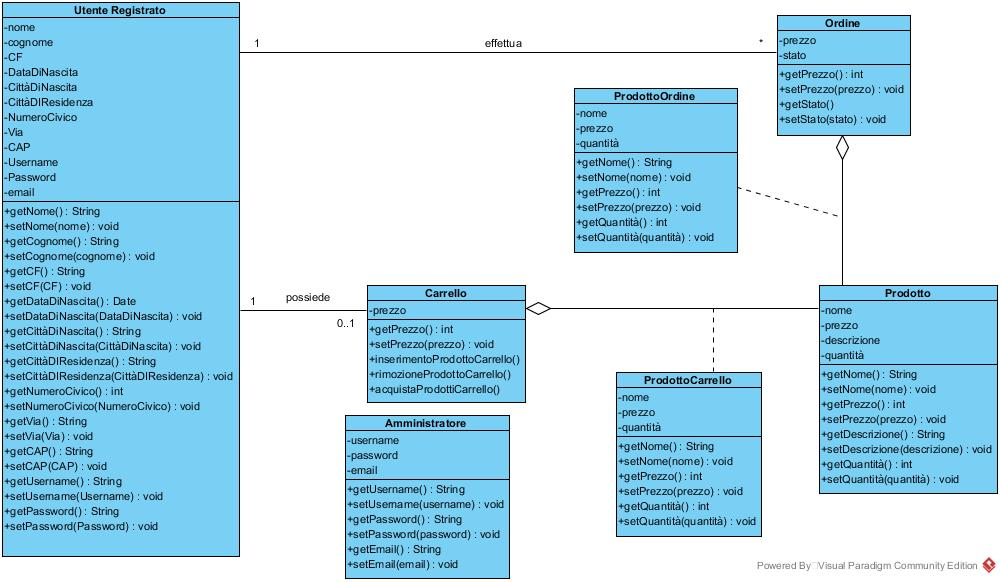 Utente Registrato
-nome
-cognome
-CF
-DataDiNascita
-CittàDiNascita
-CittàDIResidenza
-NumeroCivico
-Via
-CAP
-Username
-Password
-email
+getNome() : String
+setNome(nome) : void
+getCognome() : String
+setCognome(cognome) : void
+getCF() : String
+setCF(CF) : void
+getDataDiNascita() : Date
+setDataDiNascita(DataDiNascita) : void
+getCittàDiNascita() : String
+setCittàDiNascita(CittàDiNascita) : void
+getCittàDIResidenza() : String
+setCittàDIResidenza(CittàDIResidenza) : void
+getNumeroCivico() : int
+setNumeroCivico(NumeroCivico) : void
+getVia() : String
+setVia(Via) : void
+getCAP() : String
+setCAP(CAP) : void
+getUsername() : String
+setUsername(Username) : void
+getPassword() : String
+setPassword(Password) : void
1
effettua
*
Ordine
-prezzo
-stato
+getPrezzo() : int
+setPrezzo(prezzo) : void
+getStato()
+setStato(stato) : void
ProdottoOrdine
-nome
-prezzo
-quantità
+getNome() : String
+setNome(nome) : void
+getPrezzo() : int
+setPrezzo(prezzo) : void
+getQuantità() : int
+setQuantità(quantità) : void
1
possiede
0..1
Carrello
-prezzo
+getPrezzo() : int
+setPrezzo(prezzo) : void
+inserimentoProdottoCarrello()
+rimozioneProdottoCarrello()
+acquistaProdottiCarrello()
Prodotto
-nome
-prezzo
-descrizione
-quantità
+getNome() : String
+setNome(nome) : void
+getPrezzo() : int
+setPrezzo(prezzo) : void
+getDescrizione() : String
+setDescrizione(descrizione) : void
+getQuantità() : int
+setQuantità(quantità) : void
ProdottoCarrello
-nome
-prezzo
-quantità
+getNome() : String
+setNome(nome) : void
+getPrezzo() : int
+setPrezzo(prezzo) : void
+getQuantità() : int
+setQuantità(quantità) : void
Amministratore
-username
-password
-email
+getUsername() : String
+setUsername(username) : void
+getPassword() : String
+setPassword(password) : void
+getEmail() : String
+setEmail(email) : void
Powered By Visual Paradigm Community Edition